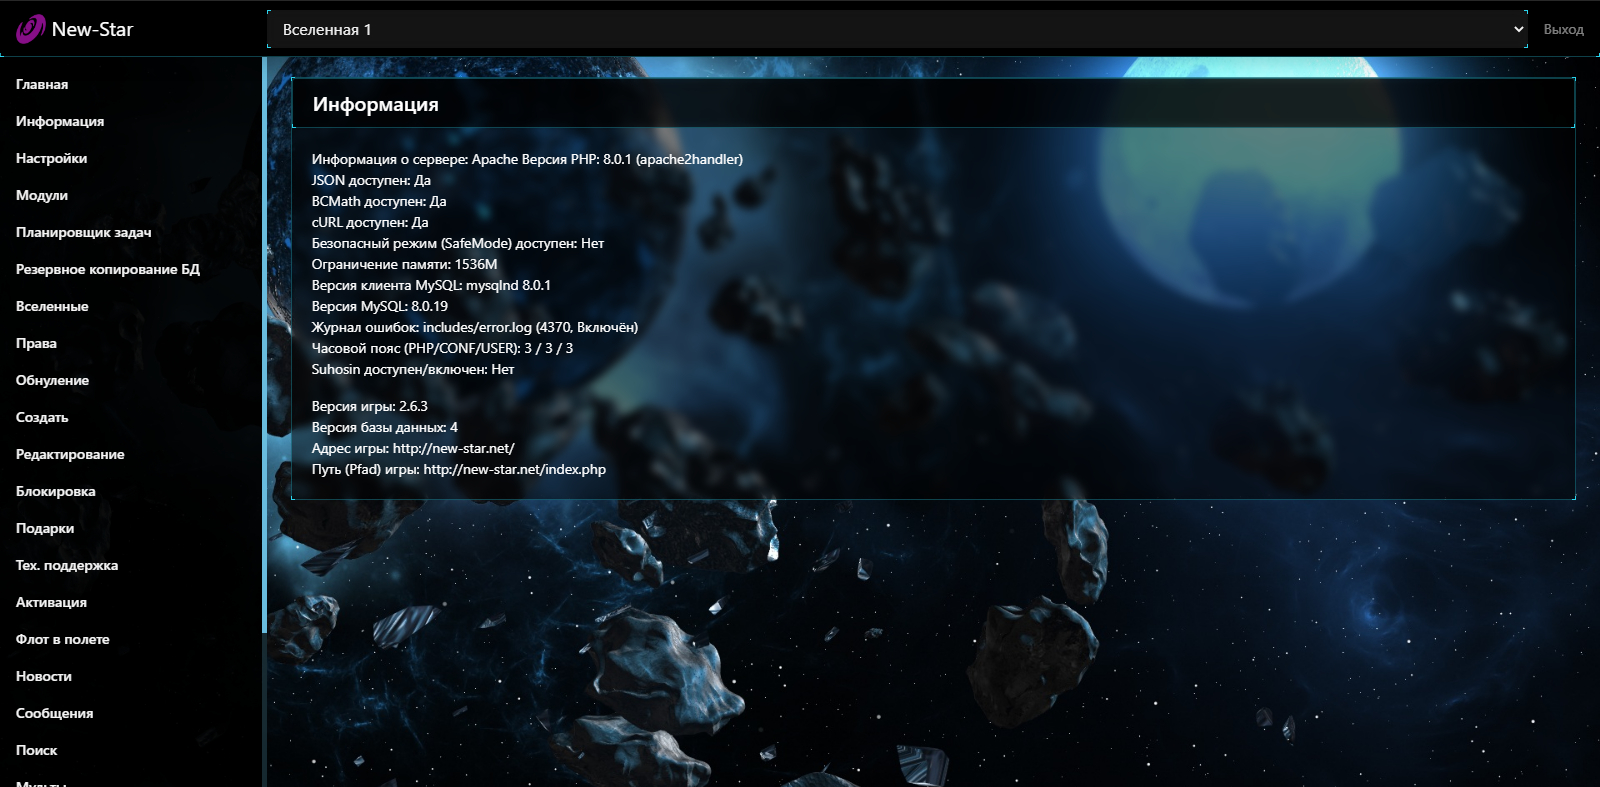 New-Star
Вселенная 1
Выход
Главная
Информация
Настройки
Модули
Планировщик задач
Резервное копирование БД
Вселенные
Права
Обнуление
Создать
Редактирование
Блокировка
Подарки
Тех. поддержка
Активация
Флот в полете
Новости
Сообщения
Поиск
Мульты
Информация
Информация о сервере: Apache Версия PHP: 8.0.1 (apache2handler)
JSON доступен: Да
BCMath доступен: Да
cURL доступен: Да
Безопасный режим (SafeMode) доступен: Нет
Ограничение памяти: 1536M
Версия клиента MySQL: mysqlnd 8.0.1
Версия MySQL: 8.0.19
Журнал ошибок: includes/error.log (4370, Включён)
Часовой пояс (PHP/CONF/USER): 3 / 3 / 3
Suhosin доступен/включен: Нет
Версия игры: 2.6.3
Версия базы данных: 4
Адрес игры: http://new-star.net/
Путь (Pfad) игры: http://new-star.net/index.php